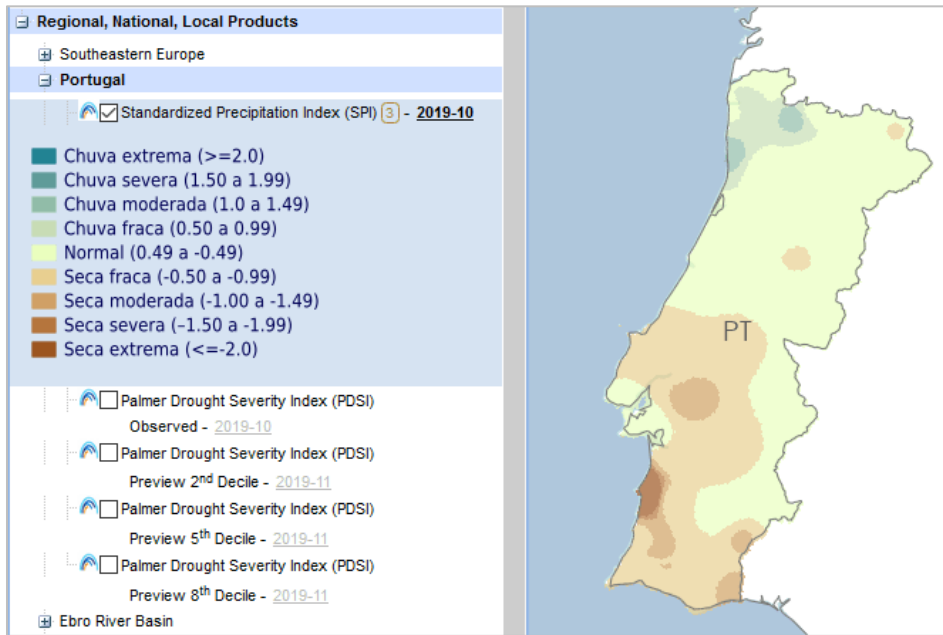 Regional, National, Local Products
Southeastern Europe
Portugal
Standardized Precipitation Index (SPI) 3 - 2019-10
Chuva extrema (>=2.0)
Chuva severa (1.50 a 1.99)
Chuva moderada (1.0 a 1.49)
Chuva fraca (0.50 a 0.99)
Normal (0.49 a -0.49)
Seca fraca (-0.50 a -0.99)
Seca moderada (-1.00 a -1.49)
Seca severa (–1.50 a -1.99)
Seca extrema (<=-2.0)
Palmer Drought Severity Index (PDSI)
Observed - 2019-10
Palmer Drought Severity Index (PDSI)
Preview 2nd Decile - 2019-11
Palmer Drought Severity Index (PDSI)
Preview 5th Decile - 2019-11
Palmer Drought Severity Index (PDSI)
Preview 8th Decile - 2019-11
Ebro River Basin
PT